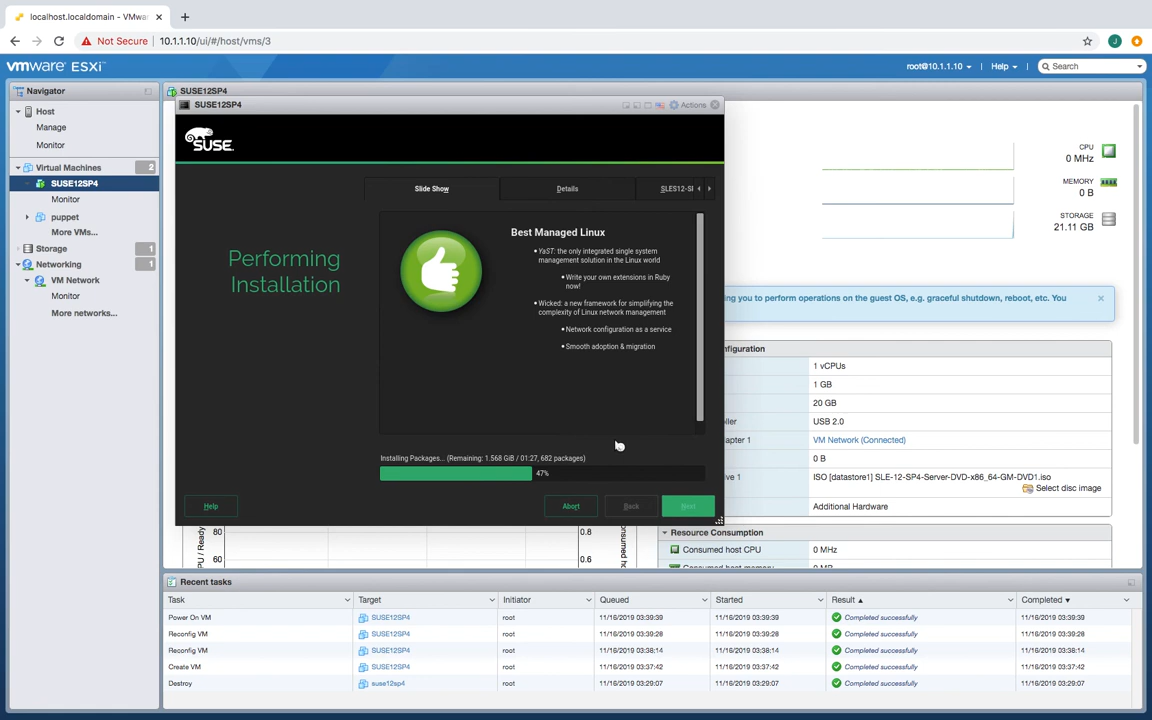 localhost.localdomain - VMwa
Not Secure
10.1.1.10/ui/#/host/vms/3
J
vmware ESXi
root@10.1.1.10
Help
Search
Navigator
Host
Manage
Monitor
Virtual Machines
2
SUSE12SP4
Monitor
puppet
More VMs...
Storage
1
Networking
1
VM Network
Monitor
More networks...
SUSE12SP4
SUSE12SP4
Actions
SUSE
Slide Show
Details
SLES12-SI
Performing
Installation
Best Managed Linux
YaST: the only integrated single system
management solution in the Linux world
Write your own extensions in Ruby
now!
Wicked: a new framework for simplifying the
complexity of Linux network management
Network configuration as a service
Smooth adoption & migration
Installing Packages... (Remaining: 1.568 GiB / 01:27, 682 packages)
47%
Help
Abort
Back
Next
CPU
0 MHz
MEMORY
0 B
STORAGE
21.11 GB
ing you to perform operations on the guest OS, e.g. graceful shutdown, reboot, etc. You
nfiguration
1 vCPUs
1 GB
20 GB
ller
USB 2.0
apter 1
VM Network (Connected)
0 B
ive 1
ISO [datastore1] SLE-12-SP4-Server-DVD-x86_64-GM-DVD1.iso
Select disc image
Additional Hardware
Resource Consumption
Consumed host CPU
0 MHz
80
60
PU / Ready
0.8
0.6
Recent tasks
Task Target Initiator Queued Started Result Completed
Power On VM SUSE12SP4 root 11/16/2019 03:39:39 11/16/2019 03:39:39 Completed successfully 11/16/2019 03:39:39
Reconfig VM SUSE12SP4 root 11/16/2019 03:39:28 11/16/2019 03:39:28 Completed successfully 11/16/2019 03:39:28
Reconfig VM SUSE12SP4 root 11/16/2019 03:38:14 11/16/2019 03:38:14 Completed successfully 11/16/2019 03:38:14
Create VM SUSE12SP4 root 11/16/2019 03:37:42 11/16/2019 03:37:42 Completed successfully 11/16/2019 03:37:42
Destroy suse12sp4 root 11/16/2019 03:29:07 11/16/2019 03:29:07 Completed successfully 11/16/2019 03:29:07